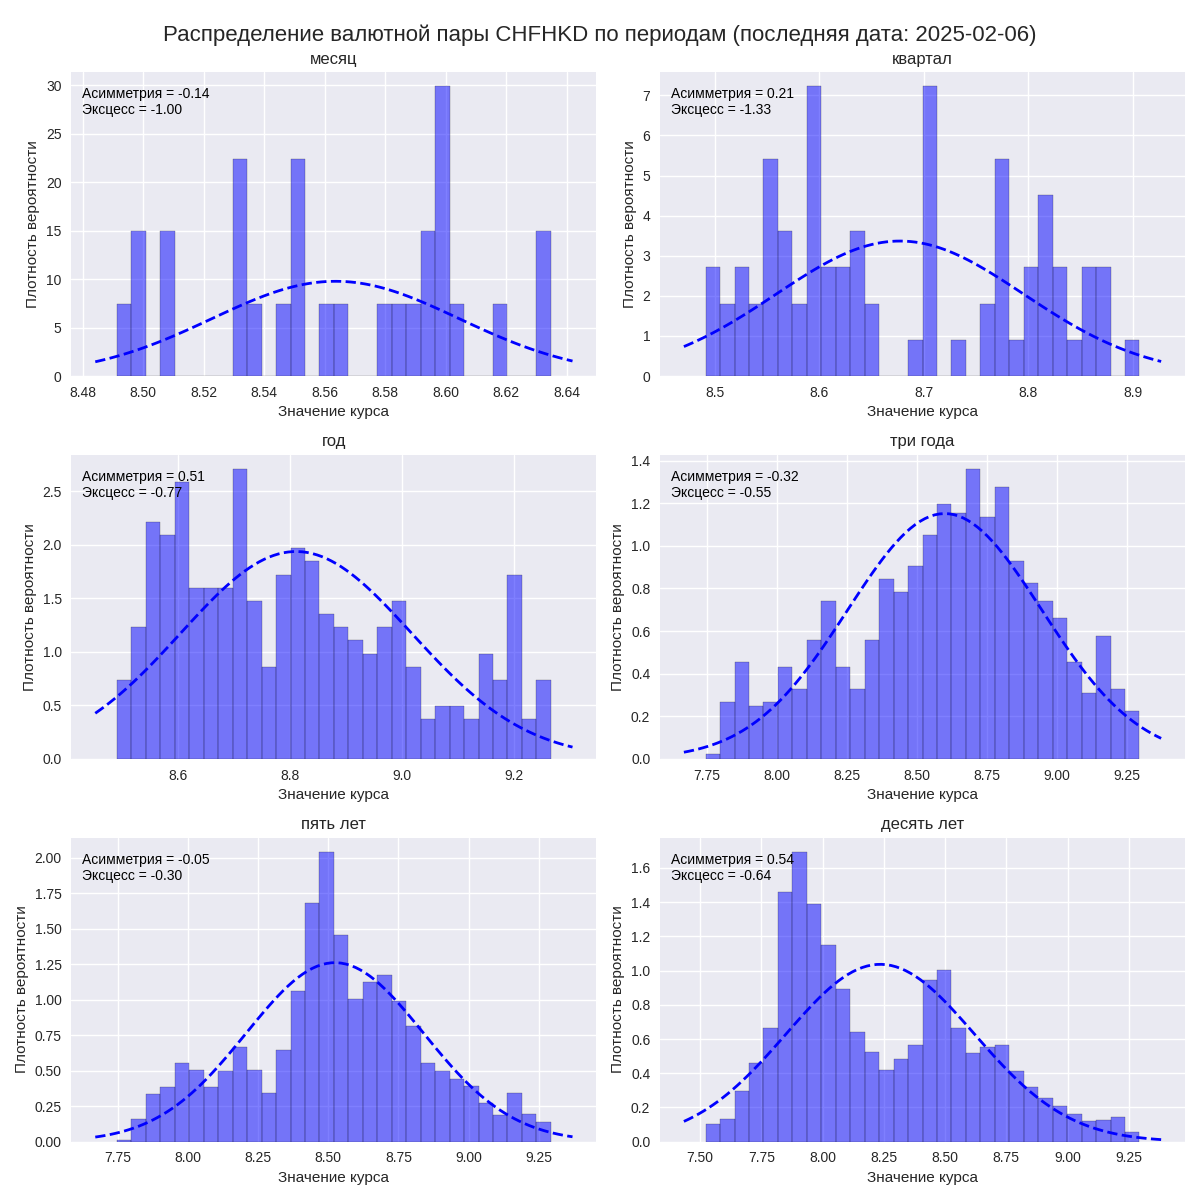 Распределение валютной пары CHFHKD по периодам (последняя дата: 2025-02-06)
месяц
Асимметрия = -0.14
Эксцесс = -1.00
Плотность вероятности
30
25
20
15
10
5
0
8.48 8.50 8.52 8.54 8.56 8.58 8.60 8.62 8.64
Значение курса
квартал
Асимметрия = 0.21
Эксцесс = -1.33
Плотность вероятности
7
6
5
4
3
2
1
0
8.5 8.6 8.7 8.8 8.9
Значение курса
год
Асимметрия = 0.51
Эксцесс = -0.77
Плотность вероятности
2.5
2.0
1.5
1.0
0.5
0.0
8.6 8.8 9.0 9.2
Значение курса
три года
Асимметрия = -0.32
Эксцесс = -0.55
Плотность вероятности
1.4
1.2
1.0
0.8
0.6
0.4
0.2
0.0
7.75 8.00 8.25 8.50 8.75 9.00 9.25
Значение курса
пять лет
Асимметрия = -0.05
Эксцесс = -0.30
Плотность вероятности
2.00
1.75
1.50
1.25
1.00
0.75
0.50
0.25
0.00
7.75 8.00 8.25 8.50 8.75 9.00 9.25
Значение курса
десять лет
Асимметрия = 0.54
Эксцесс = -0.64
Плотность вероятности
1.6
1.4
1.2
1.0
0.8
0.6
0.4
0.2
0.0
7.50 7.75 8.00 8.25 8.50 8.75 9.00 9.25
Значение курса